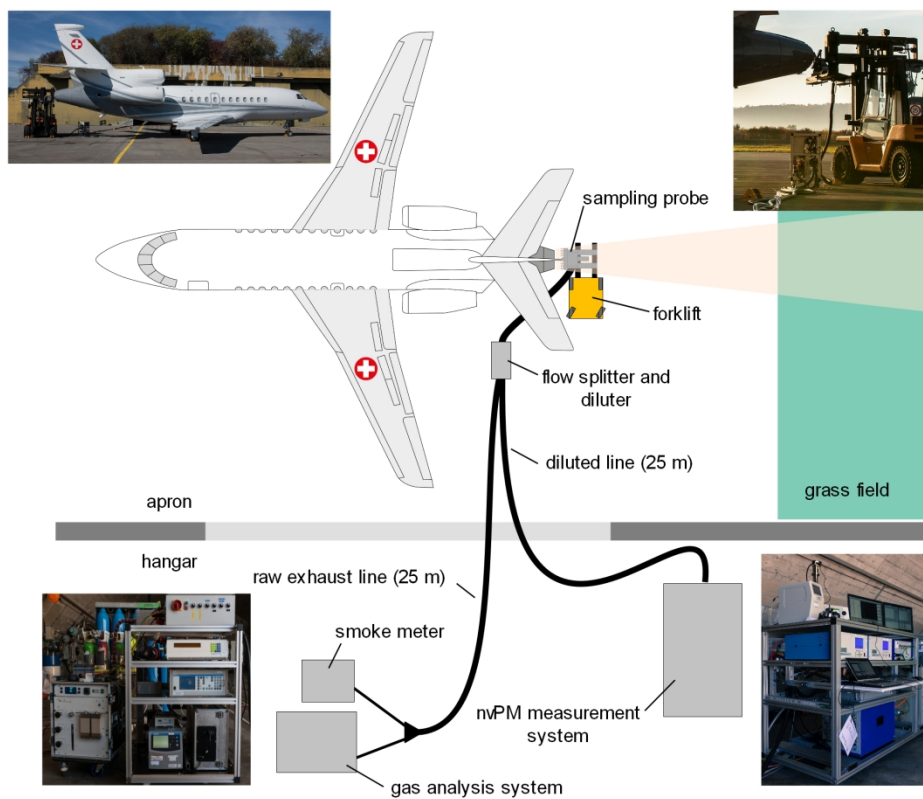 sampling probe
forklift
flow splitter and
diluter
diluted line (25 m)
grass field
apron
hangar
raw exhaust line (25 m)
smoke meter
nvPM measurement
system
gas analysis system